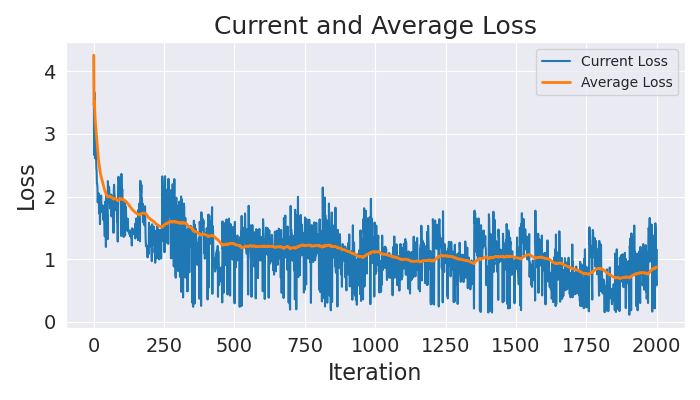 Current and Average Loss
Current Loss
Average Loss
4
3
2
1
0
Loss
0 250 500 750 1000 1250 1500 1750 2000
Iteration